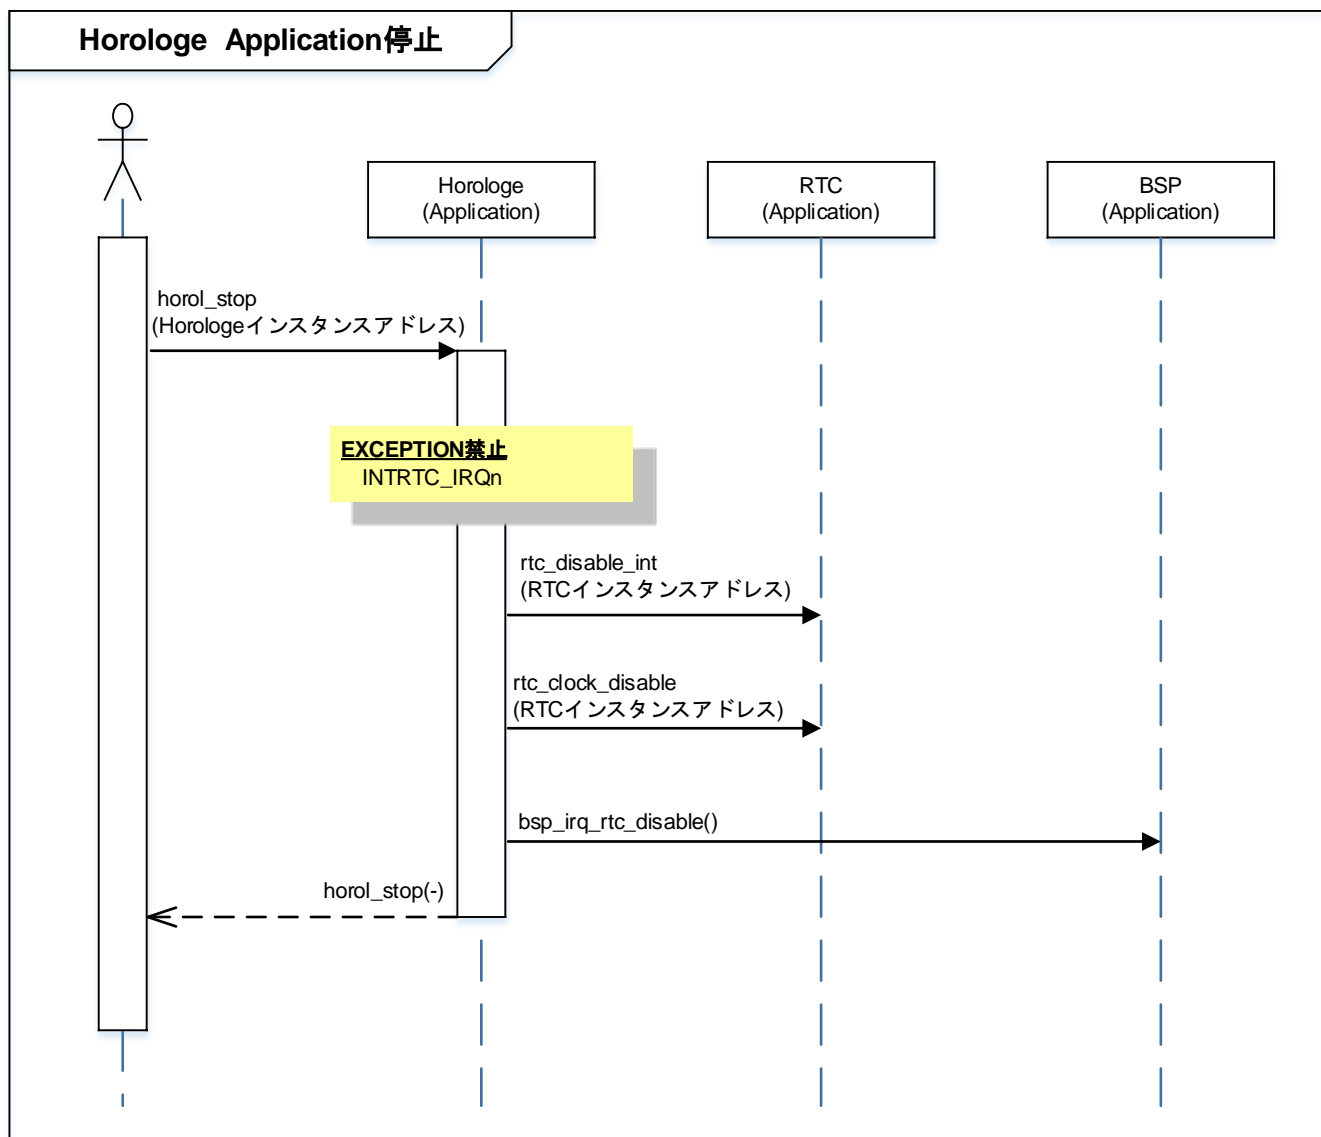 Horologe Application停止
Horologe
(Application)
RTC
(Application)
BSP
(Application)
horol_stop
(Horologeインスタンスアドレス)
EXCEPTION禁止
INTRTC_IRQn
rtc_disable_int
(RTCインスタンスアドレス)
rtc_clock_disable
(RTCインスタンスアドレス)
bsp_irq_rtc_disable()
horol_stop(-)